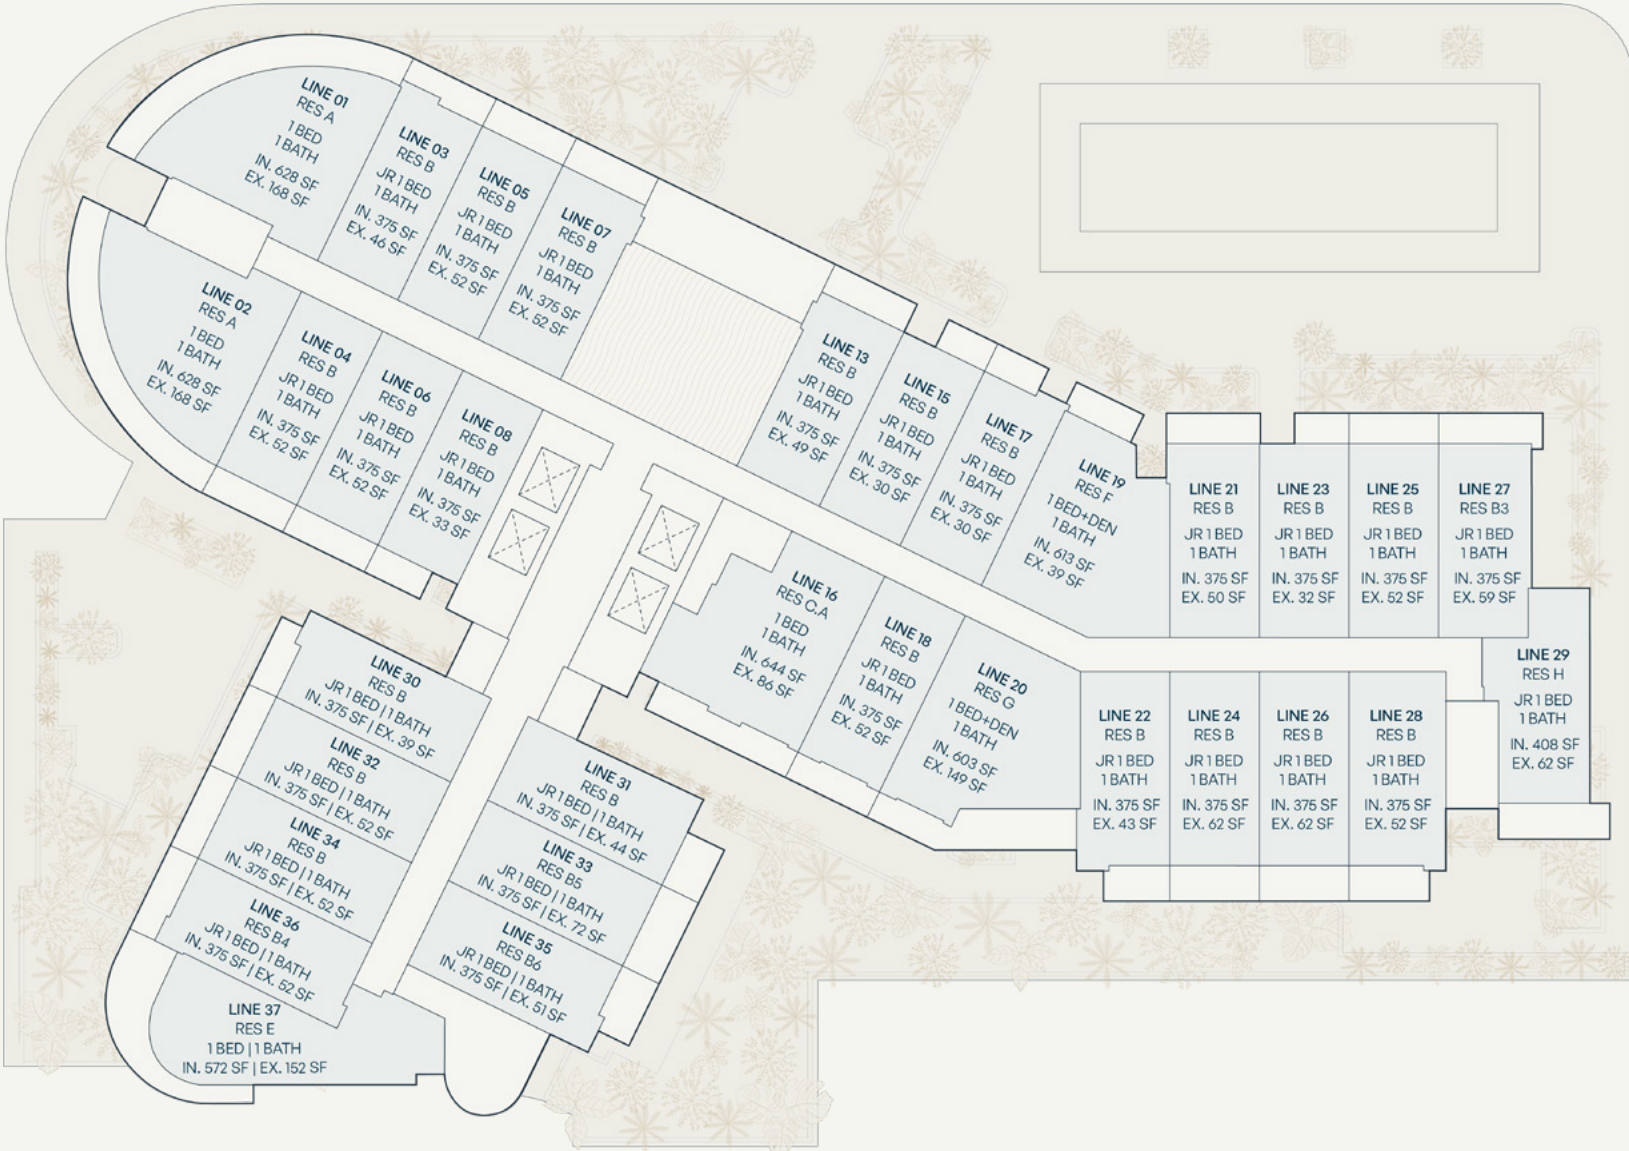 LINE 01
RES A
1 BED
1 BATH
IN. 628 SF
EX. 168 SF
LINE 03
RES B
JR 1 BED
1 BATH
IN. 375 SF
EX. 46 SF
LINE 05
RES B
JR 1 BED
1 BATH
IN. 375 SF
EX. 52 SF
LINE 07
RES B
JR 1 BED
1 BATH
IN. 375 SF
EX. 52 SF
LINE 02
RES A
1 BED
1 BATH
IN. 628 SF
EX. 168 SF
LINE 04
RES B
JR 1 BED
1 BATH
IN. 375 SF
EX. 52 SF
LINE 06
RES B
JR 1 BED
1 BATH
IN. 375 SF
EX. 52 SF
LINE 08
RES B
JR 1 BED
1 BATH
IN. 375 SF
EX. 33 SF
LINE 13
RES B
JR 1 BED
1 BATH
IN. 375 SF
EX. 49 SF
LINE 15
RES B
JR 1 BED
1 BATH
IN. 375 SF
EX. 30 SF
LINE 17
RES B
JR 1 BED
1 BATH
IN. 375 SF
EX. 30 SF
LINE 19
RES F
1 BED+DEN
1 BATH
IN. 613 SF
EX. 39 SF
LINE 21
RES B
JR 1 BED
1 BATH
IN. 375 SF
EX. 50 SF
LINE 23
RES B
JR 1 BED
1 BATH
IN. 375 SF
EX. 32 SF
LINE 25
RES B
JR 1 BED
1 BATH
IN. 375 SF
EX. 52 SF
LINE 27
RES B3
JR 1 BED
1 BATH
IN. 375 SF
EX. 59 SF
LINE 29
RES H
JR 1 BED
1 BATH
IN. 408 SF
EX. 62 SF
LINE 16
RES C.A
1 BED
1 BATH
IN. 644 SF
EX. 86 SF
LINE 18
RES B
JR 1 BED
1 BATH
IN. 375 SF
EX. 52 SF
LINE 20
RES G
1 BED+DEN
1 BATH
IN. 603 SF
EX. 149 SF
LINE 22
RES B
JR 1 BED
1 BATH
IN. 375 SF
EX. 43 SF
LINE 24
RES B
JR 1 BED
1 BATH
IN. 375 SF
EX. 62 SF
LINE 26
RES B
JR 1 BED
1 BATH
IN. 375 SF
EX. 62 SF
LINE 28
RES B
JR 1 BED
1 BATH
IN. 375 SF
EX. 52 SF
LINE 30
RES B
JR 1 BED | 1 BATH
IN. 375 SF | EX. 39 SF
LINE 32
RES B
JR 1 BED | 1 BATH
IN. 375 SF | EX. 52 SF
LINE 34
RES B
JR 1 BED | 1 BATH
IN. 375 SF | EX. 52 SF
LINE 36
RES B4
JR 1 BED | 1 BATH
IN. 375 SF | EX. 52 SF
LINE 37
RES E
1 BED | 1 BATH
IN. 572 SF | EX. 152 SF
LINE 31
RES B
JR 1 BED | 1 BATH
IN. 375 SF | EX. 44 SF
LINE 33
RES B5
JR 1 BED | 1 BATH
IN. 375 SF | EX. 72 SF
LINE 35
RES B6
JR 1 BED | 1 BATH
IN. 375 SF | EX. 51 SF